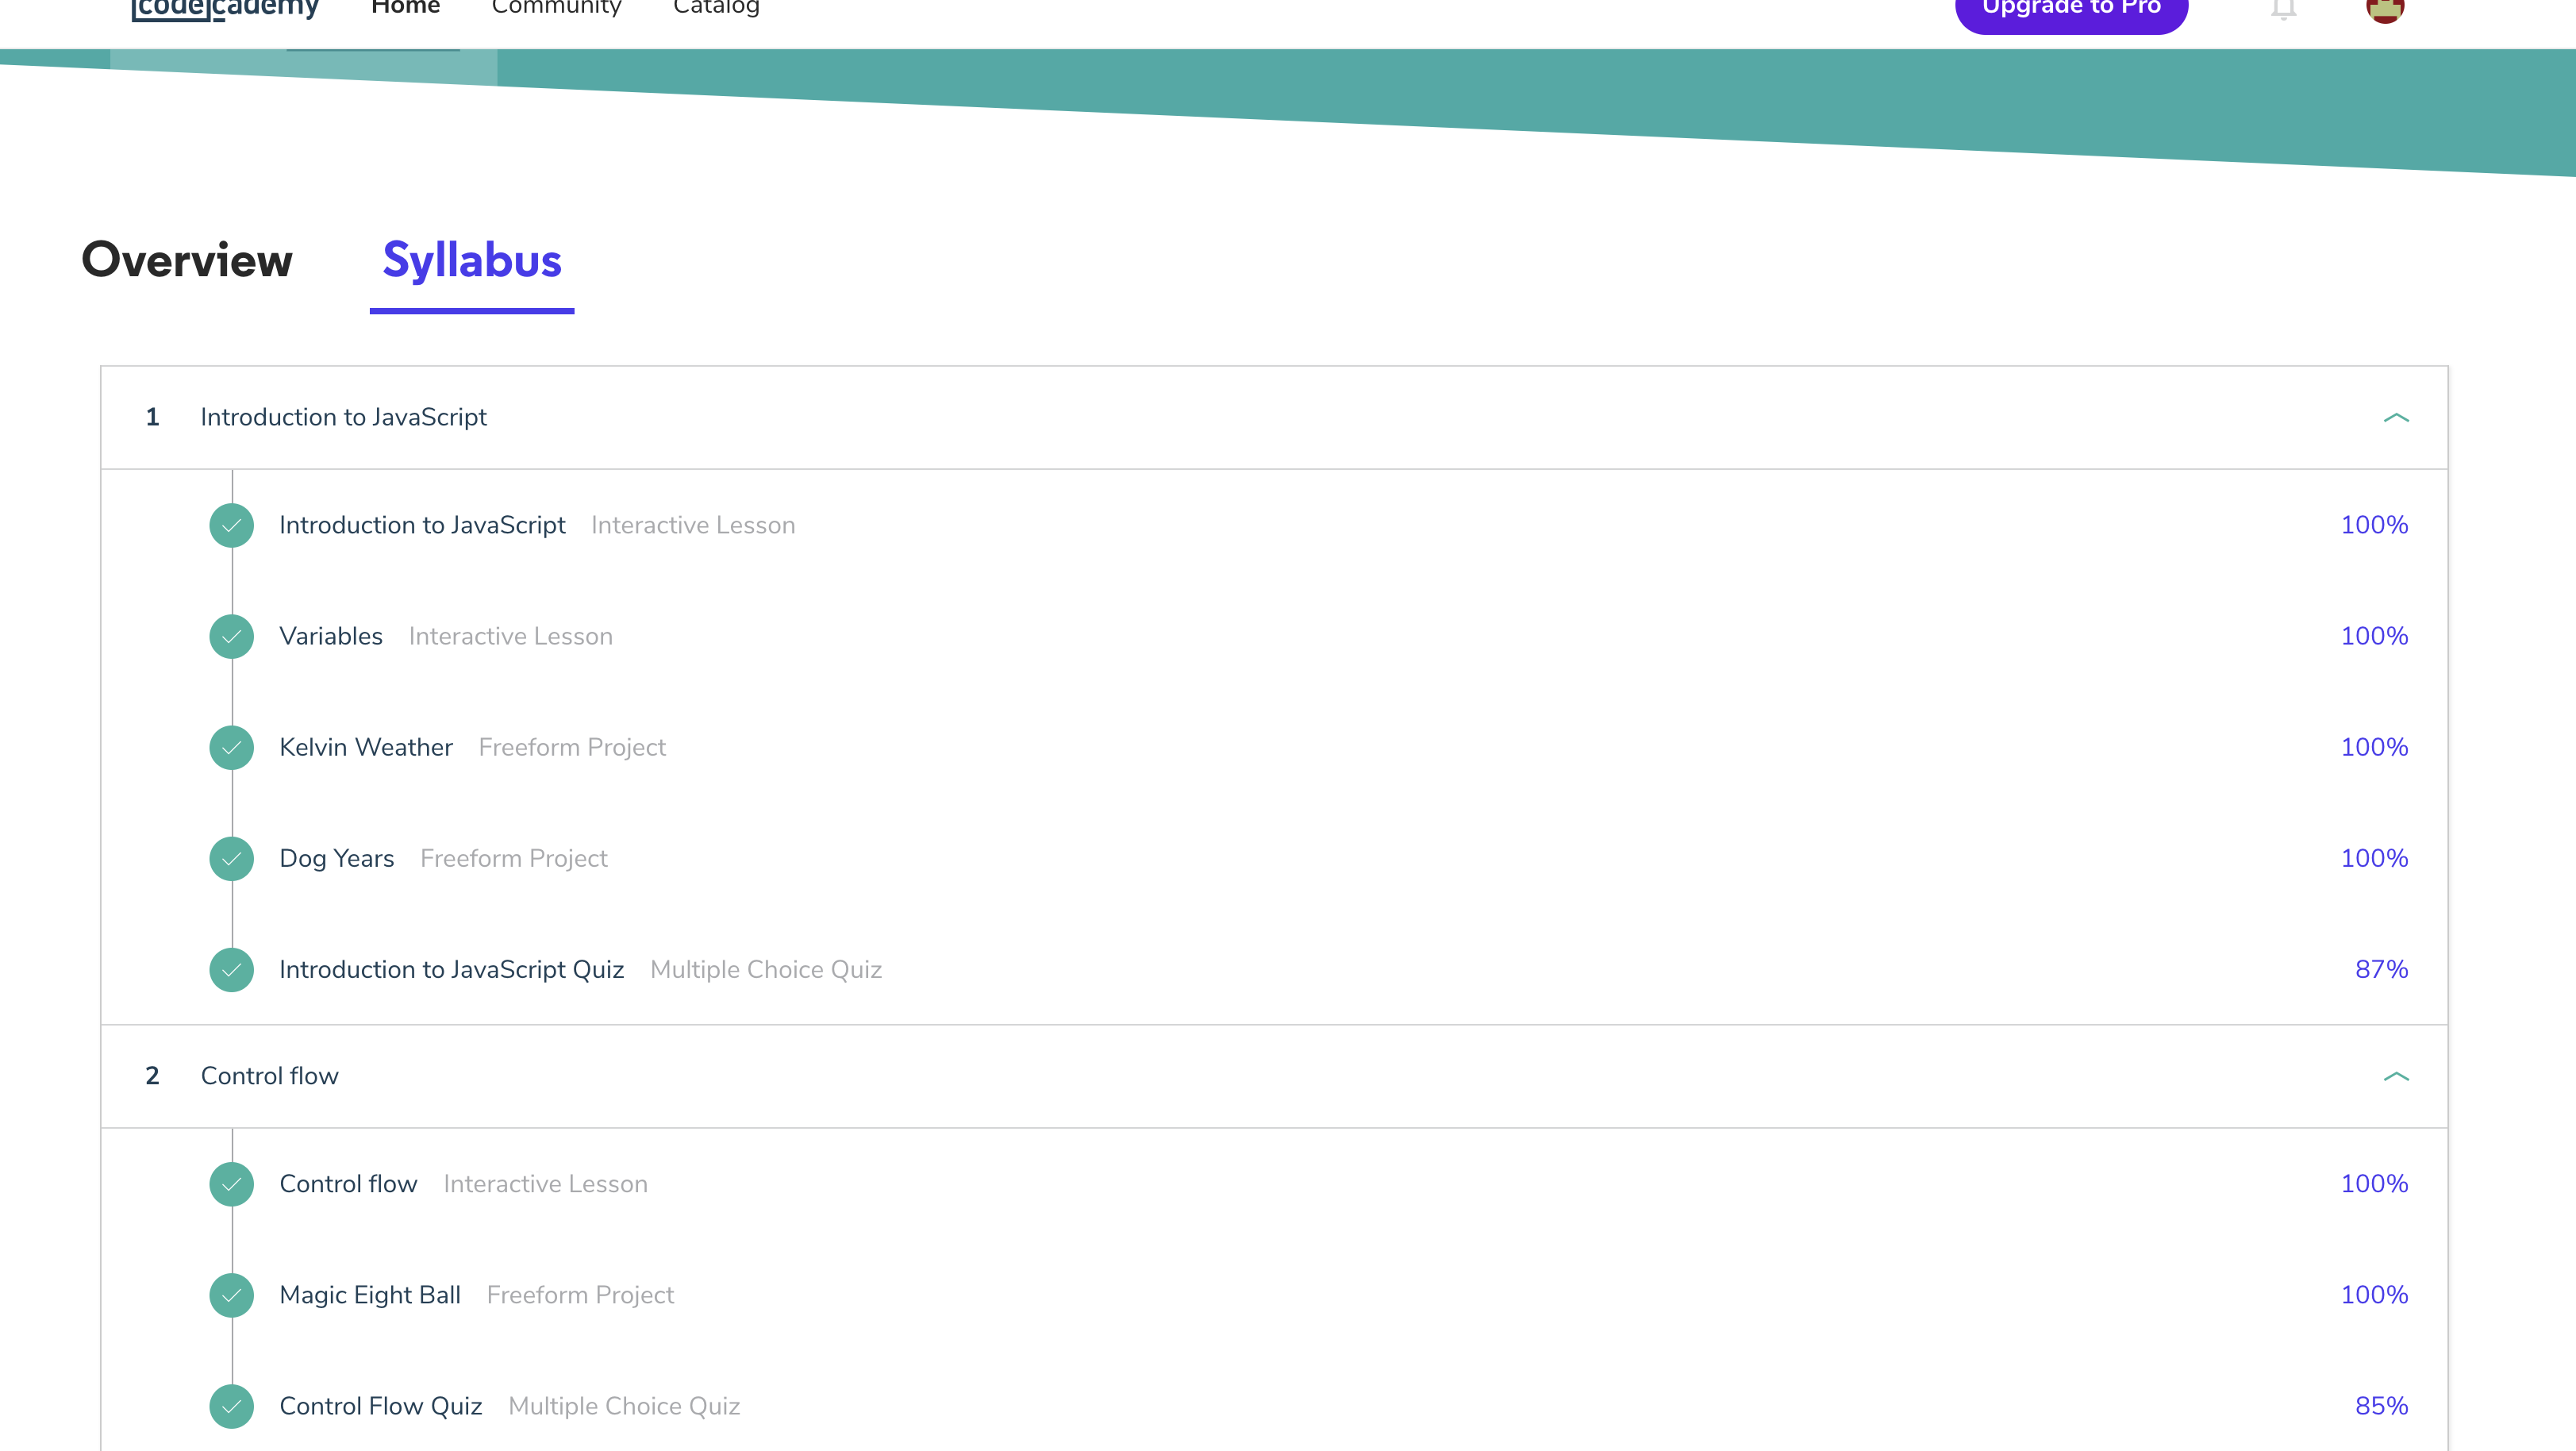 codecademy Home Community Catalog Upgrade to Pro
Overview Syllabus
1 Introduction to JavaScript
Introduction to JavaScript Interactive Lesson 100%
Variables Interactive Lesson 100%
Kelvin Weather Freeform Project 100%
Dog Years Freeform Project 100%
Introduction to JavaScript Quiz Multiple Choice Quiz 87%
2 Control flow
Control flow Interactive Lesson 100%
Magic Eight Ball Freeform Project 100%
Control Flow Quiz Multiple Choice Quiz 85%